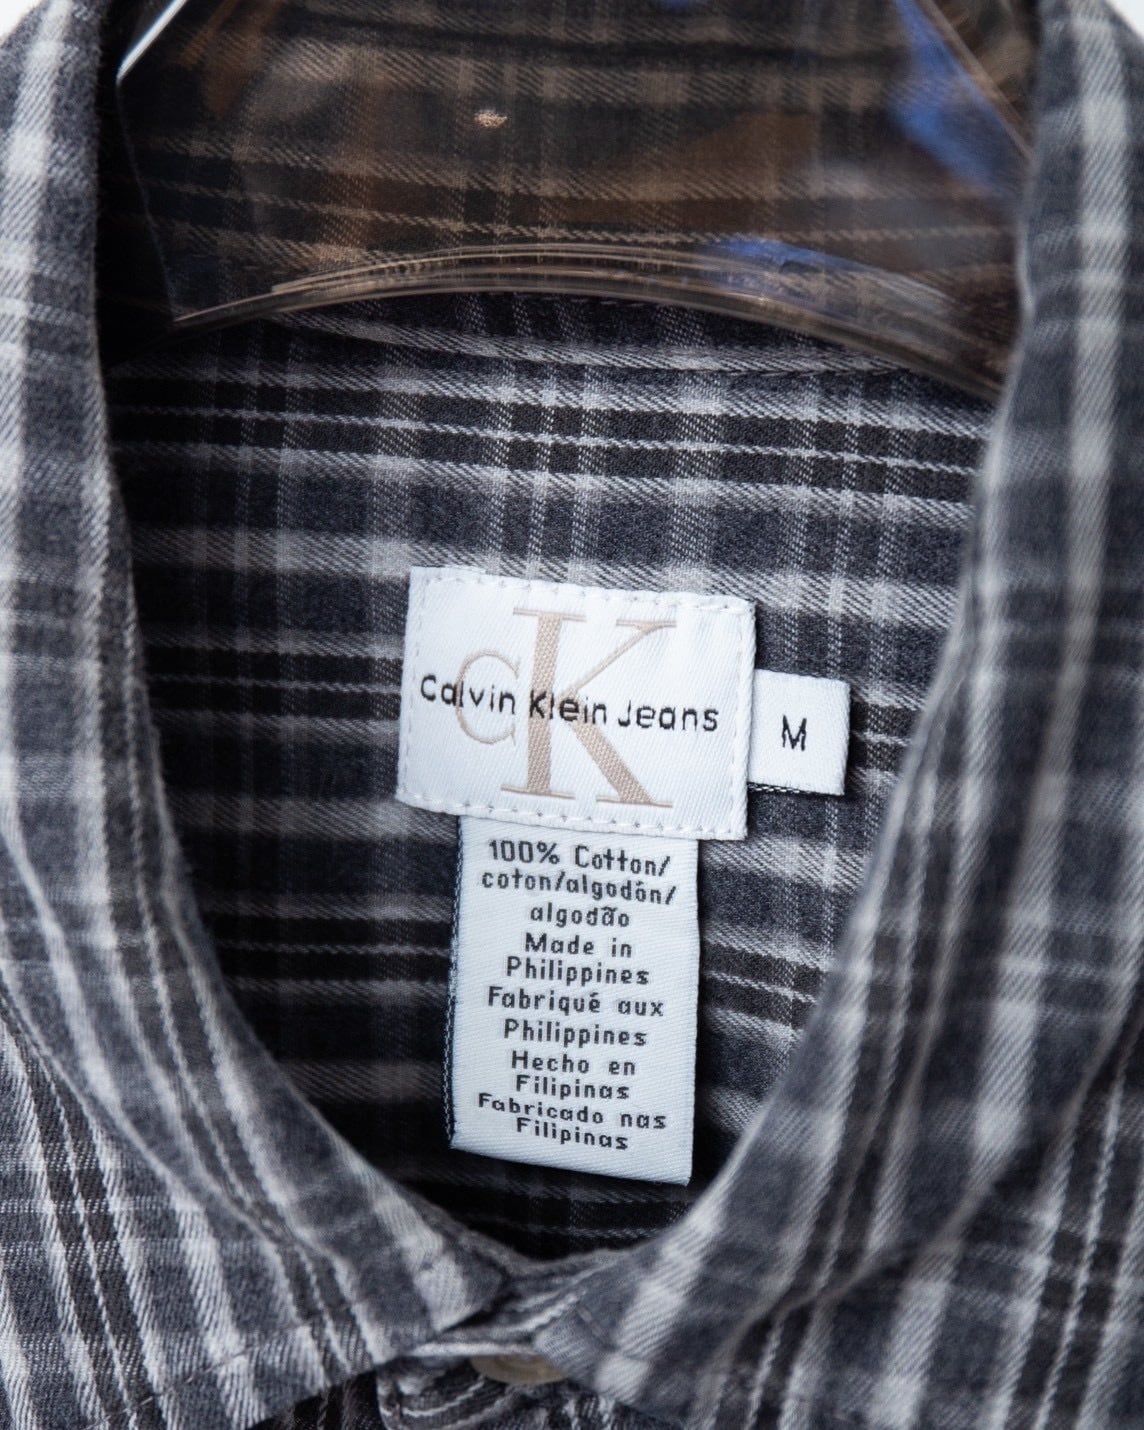 CK
Calvin Klein Jeans
M
100% Cotton/
coton/algodón/
algodão
Made in
Philippines
Fabriqué aux
Philippines
Hecho en
Filipinas
Fabricado nas
Filipinas